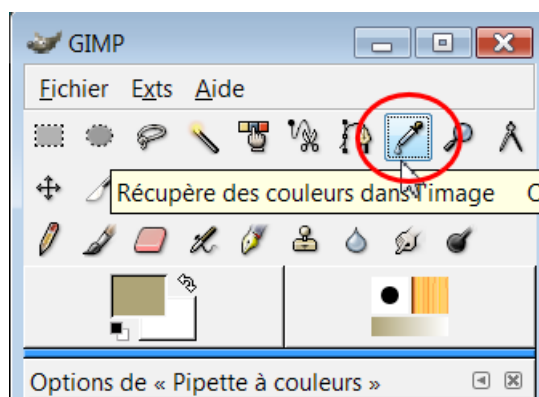 GIMP
Fichier Exts Aide
Récupère des couleurs dans l'image
Options de « Pipette à couleurs »